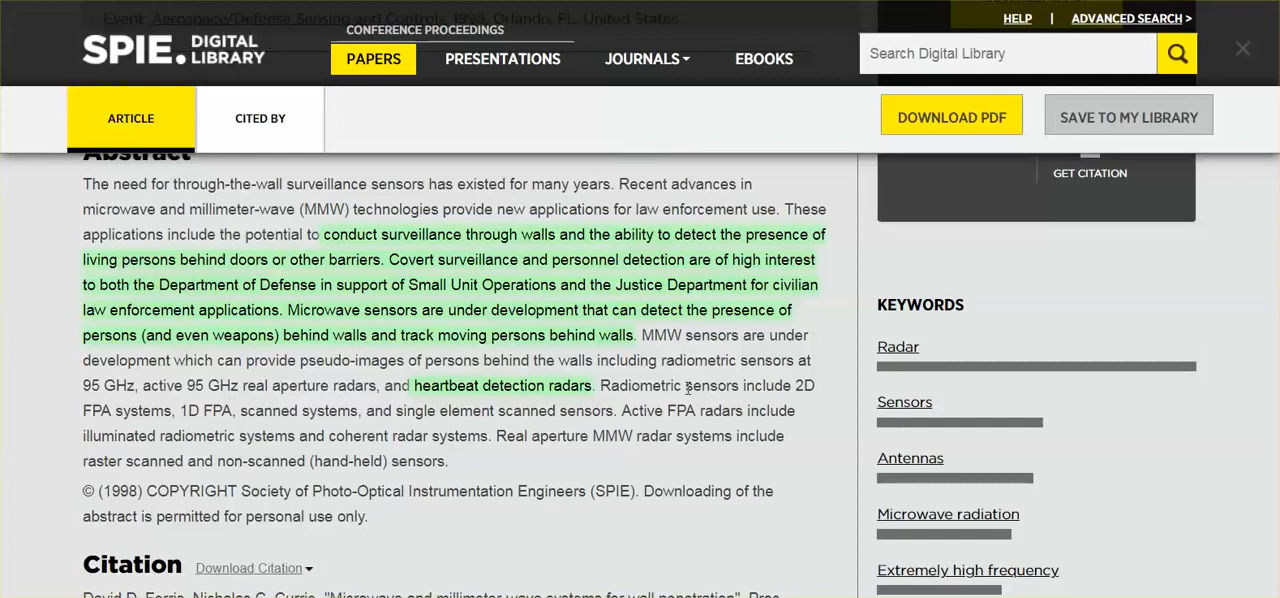 Event: Aerospace/Defense Sensing and Controls, 1998, Orlando, FL, United States
HELP | ADVANCED SEARCH >
CONFERENCE PROCEEDINGS
SPIE. DIGITAL LIBRARY
PAPERS PRESENTATIONS JOURNALS EBOOKS
Search Digital Library
ARTICLE CITED BY
DOWNLOAD PDF SAVE TO MY LIBRARY
Abstract
GET CITATION
The need for through-the-wall surveillance sensors has existed for many years. Recent advances in
microwave and millimeter-wave (MMW) technologies provide new applications for law enforcement use. These
applications include the potential to conduct surveillance through walls and the ability to detect the presence of
living persons behind doors or other barriers. Covert surveillance and personnel detection are of high interest
to both the Department of Defense in support of Small Unit Operations and the Justice Department for civilian
law enforcement applications. Microwave sensors are under development that can detect the presence of
persons (and even weapons) behind walls and track moving persons behind walls. MMW sensors are under
development which can provide pseudo-images of persons behind the walls including radiometric sensors at
95 GHz, active 95 GHz real aperture radars, and heartbeat detection radars. Radiometric sensors include 2D
FPA systems, 1D FPA, scanned systems, and single element scanned sensors. Active FPA radars include
illuminated radiometric systems and coherent radar systems. Real aperture MMW radar systems include
raster scanned and non-scanned (hand-held) sensors.
© (1998) COPYRIGHT Society of Photo-Optical Instrumentation Engineers (SPIE). Downloading of the
abstract is permitted for personal use only.
Citation Download Citation
David D. Ferris, Nicholas C. Currie, "Microwave and millimeter-wave systems for wall penetration", Proc.
KEYWORDS
Radar
Sensors
Antennas
Microwave radiation
Extremely high frequency